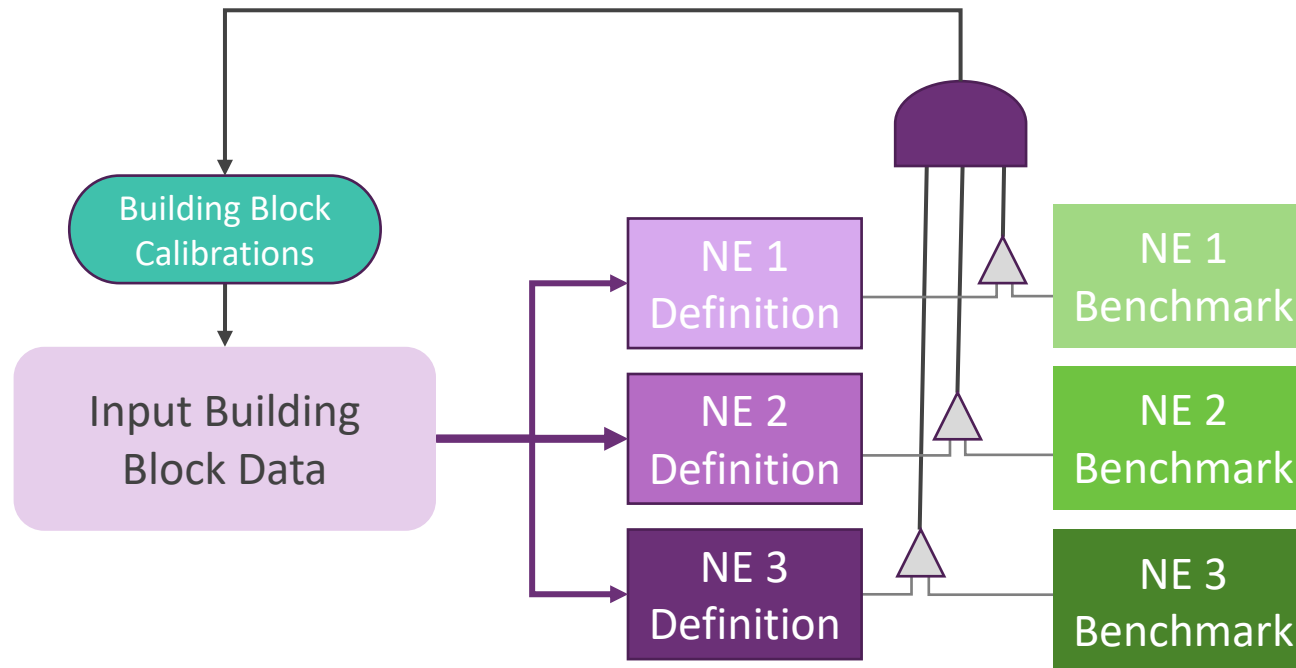 Building Block
Calibrations
Input Building
Block Data
NE 1
Definition
NE 2
Definition
NE 3
Definition
NE 1
Benchmark
NE 2
Benchmark
NE 3
Benchmark